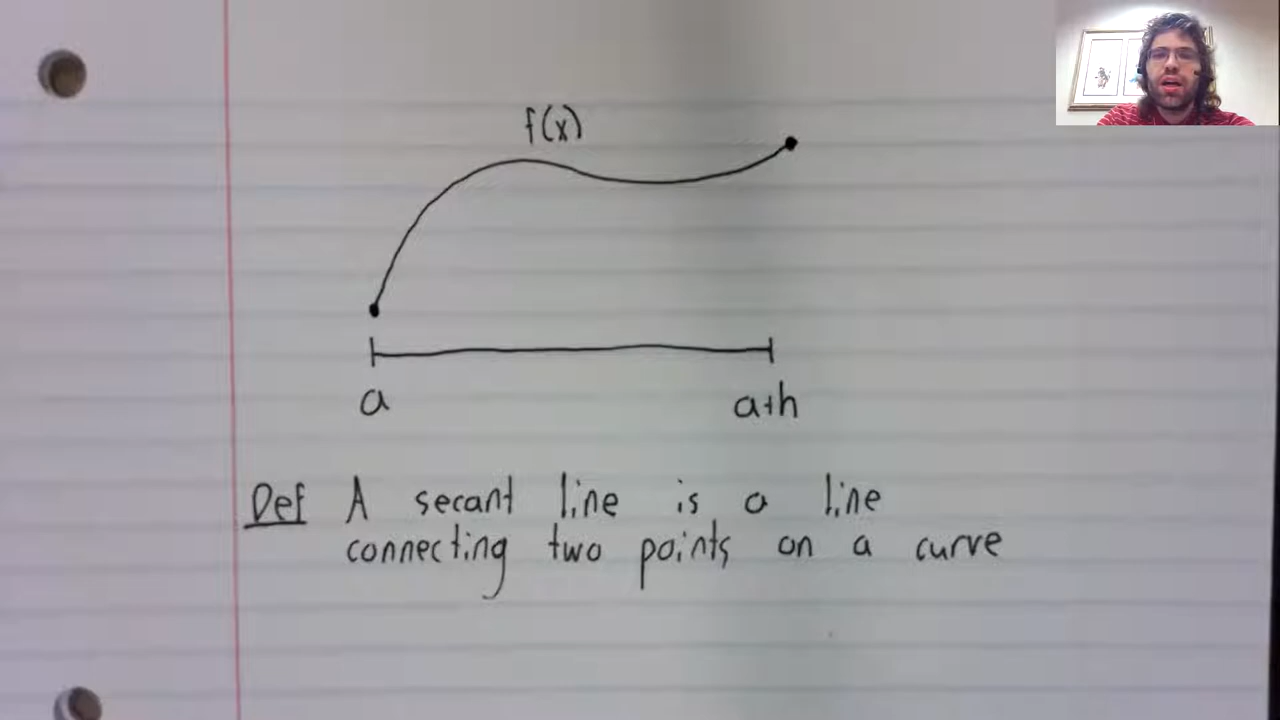 f(x)
a
a+h
Def A secant line is a line
connecting two points on a curve